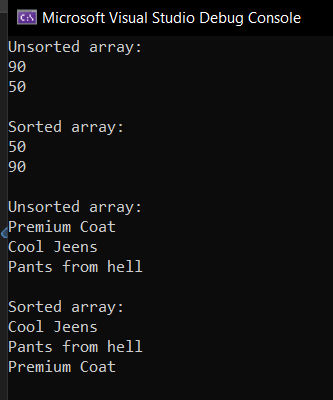 Microsoft Visual Studio Debug Console
Unsorted array:
90
50
Sorted array:
50
90
Unsorted array:
Premium Coat
Cool Jeens
Pants from hell
Sorted array:
Cool Jeens
Pants from hell
Premium Coat